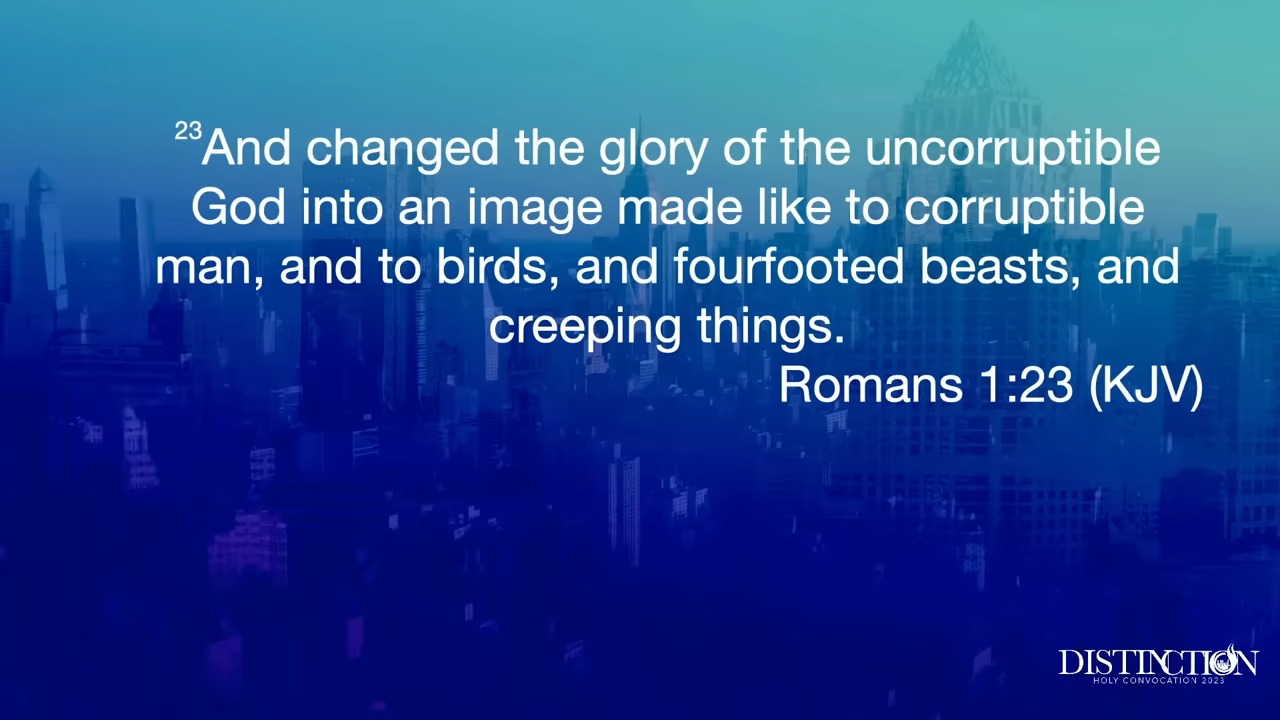 23And changed the glory of the uncorruptible
God into an image made like to corruptible
man, and to birds, and fourfooted beasts, and
creeping things.
Romans 1:23 (KJV)
DISTINCTION
HOLY CONVOCATION 2023